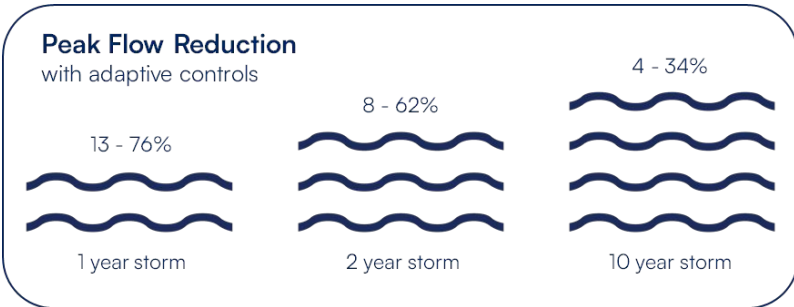 Peak Flow Reduction
with adaptive controls
13 - 76%
8 - 62%
4 - 34%
1 year storm
2 year storm
10 year storm